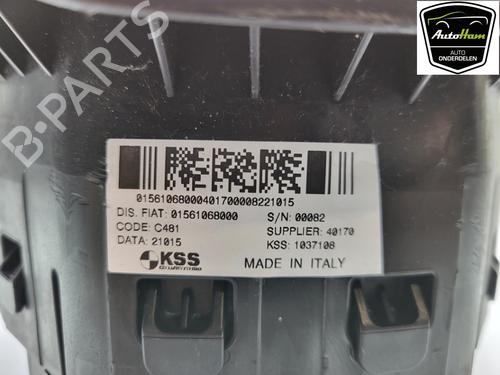 AutoHam
AUTO
ONDERDELEN
B-PARTS
01561068000401700008221015
DIS. FIAT: 01561068000
S/N: 00082
CODE: C481
SUPPLIER: 40170
DATA: 21015
KSS: 1037108
KSS
MADE IN ITALY